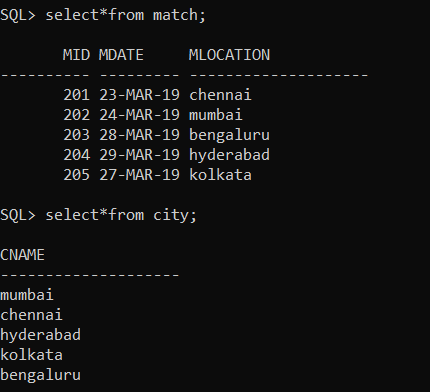 SQL> select*from match;
       MID MDATE     MLOCATION
---------- --------- --------------------
       201 23-MAR-19 chennai
       202 24-MAR-19 mumbai
       203 28-MAR-19 bengaluru
       204 29-MAR-19 hyderabad
       205 27-MAR-19 kolkata
SQL> select*from city;
CNAME
--------------------
mumbai
chennai
hyderabad
kolkata
bengaluru